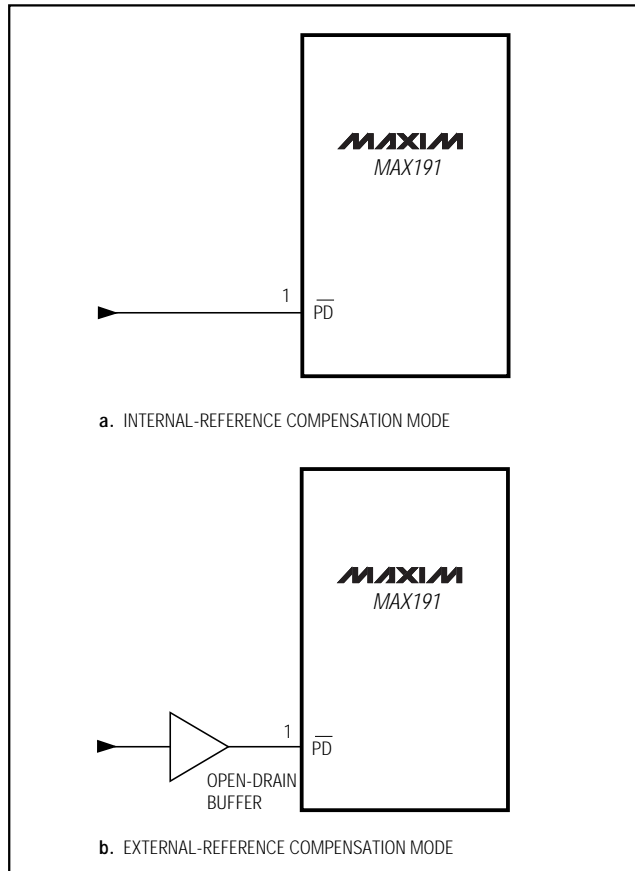 MAXIM
MAX191
1
PD
a. INTERNAL-REFERENCE COMPENSATION MODE
MAXIM
MAX191
1
PD
OPEN-DRAIN
BUFFER
b. EXTERNAL-REFERENCE COMPENSATION MODE